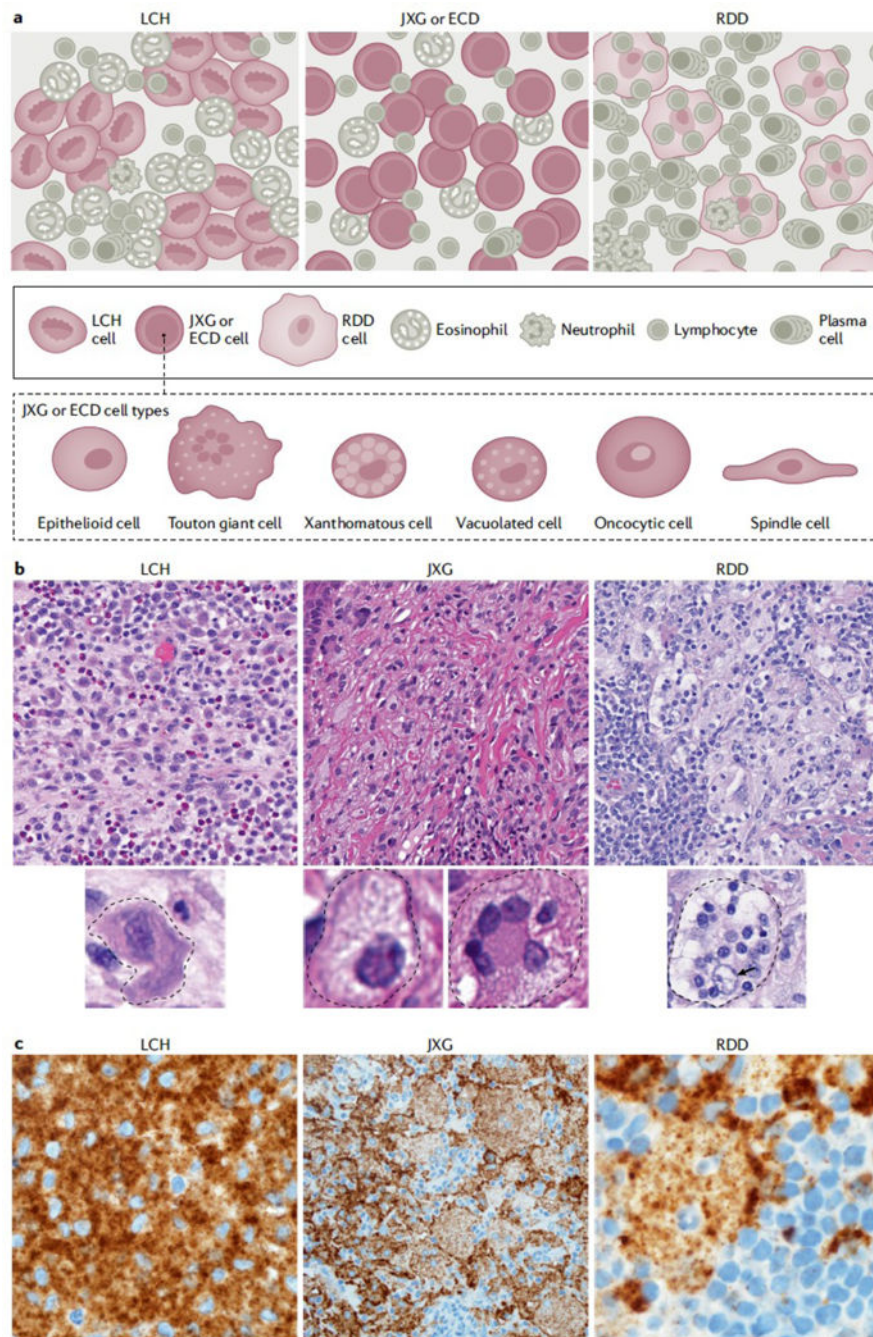 a
LCH JXG or ECD RDD
LCH cell
JXG or ECD cell
RDD cell
Eosinophil
Neutrophil
Lymphocyte
Plasma cell
JXG or ECD cell types
Epithelioid cell Touton giant cell Xanthomatous cell Vacuolated cell Oncocytic cell Spindle cell
b
LCH JXG RDD
c
LCH JXG RDD